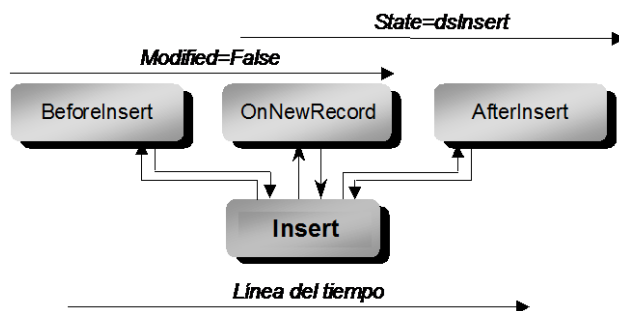 State=dsInsert
Modified=False
BeforeInsert
OnNewRecord
AfterInsert
Insert
Línea del tiempo